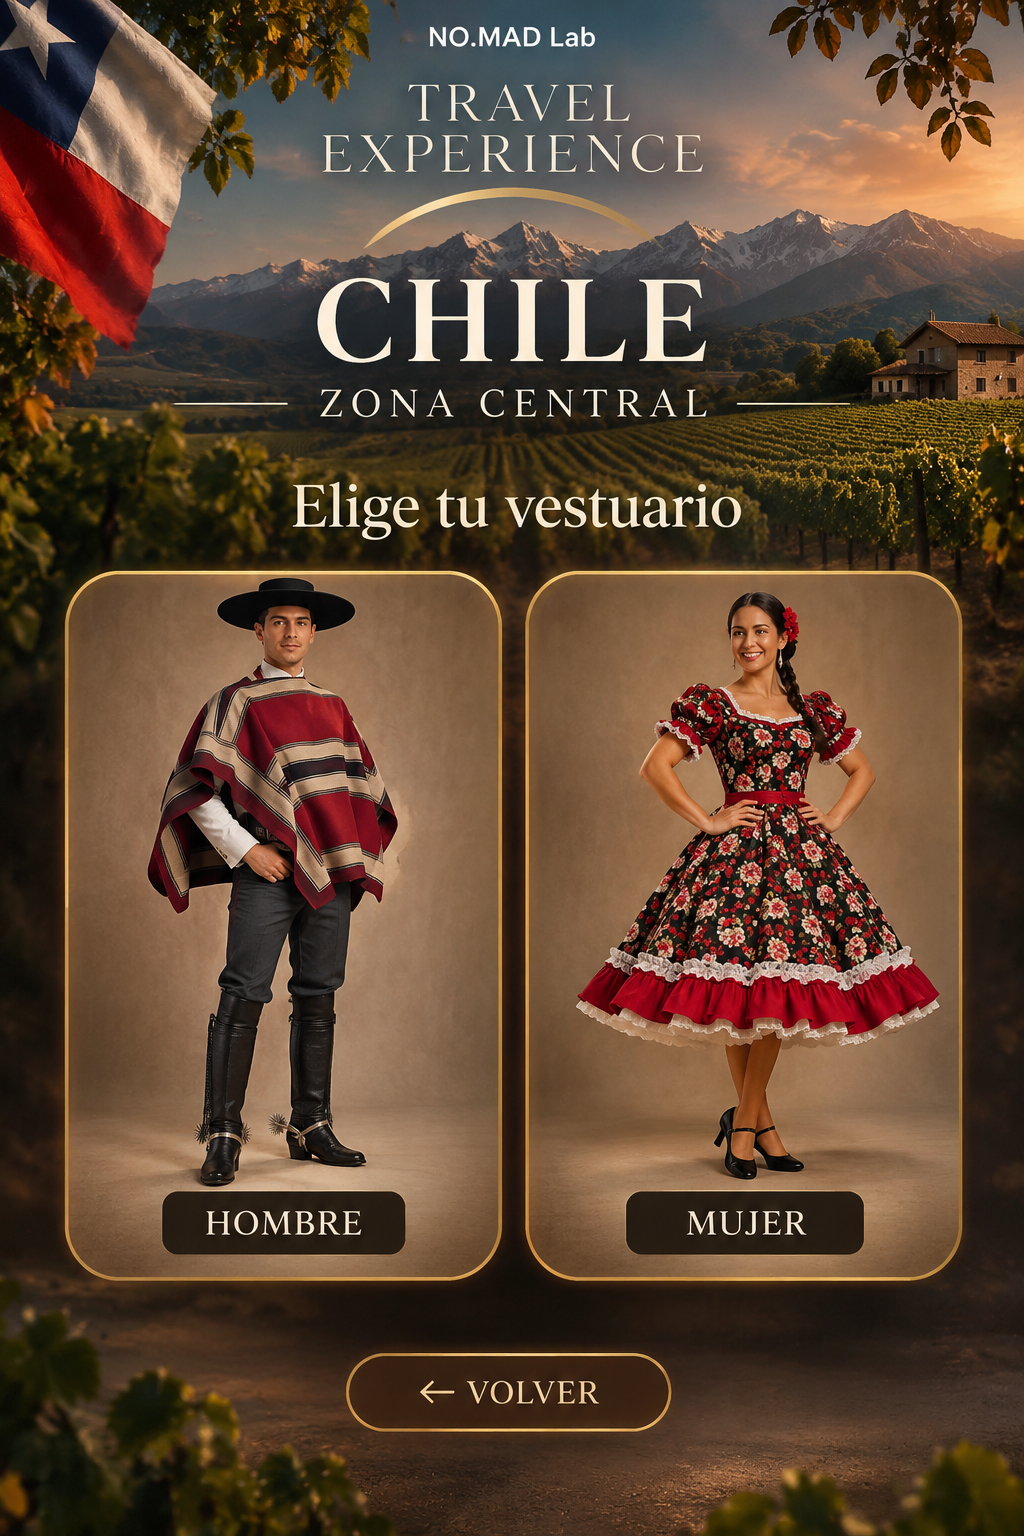 NO.MAD Lab
TRAVEL
EXPERIENCE
CHILE
ZONA CENTRAL
Elige tu vestuario
HOMBRE
MUJER
← VOLVER